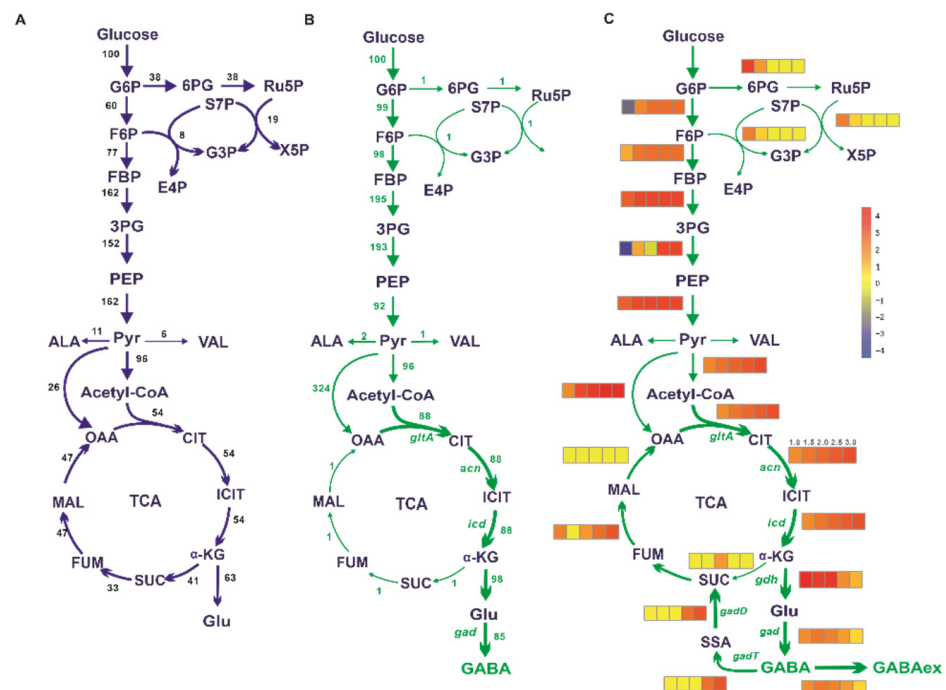 A
Glucose
100
G6P
38
6PG
38
Ru5P
60
S7P
19
F6P
8
G3P
X5P
77
FBP
E4P
162
3PG
152
PEP
162
ALA
11
Pyr
6
VAL
96
26
Acetyl-CoA
54
OAA
CIT
47
54
MAL
TCA
ICIT
47
54
FUM
α-KG
SUC
41
33
63
Glu
B
Glucose
100
G6P
1
6PG
1
Ru5P
99
S7P
F6P
1
1
98
G3P
FBP
E4P
195
3PG
193
PEP
92
ALA
2
Pyr
1
VAL
96
324
Acetyl-CoA
88
OAA
gltA
CIT
1
acn
88
MAL
TCA
ICIT
1
icd
88
FUM
α-KG
SUC
1
1
98
Glu
gad
85
GABA
C
Glucose
G6P
6PG
Ru5P
S7P
F6P
G3P
X5P
FBP
E4P
3PG
PEP
ALA
Pyr
VAL
Acetyl-CoA
OAA
gltA
CIT
1.0 1.5 2.0 2.5 3.0
acn
MAL
TCA
ICIT
icd
FUM
α-KG
SUC
gdh
gadD
Glu
SSA
gad
gadT
GABA
GABAex
4
5
2
1
0
−1
−2
−3
−4